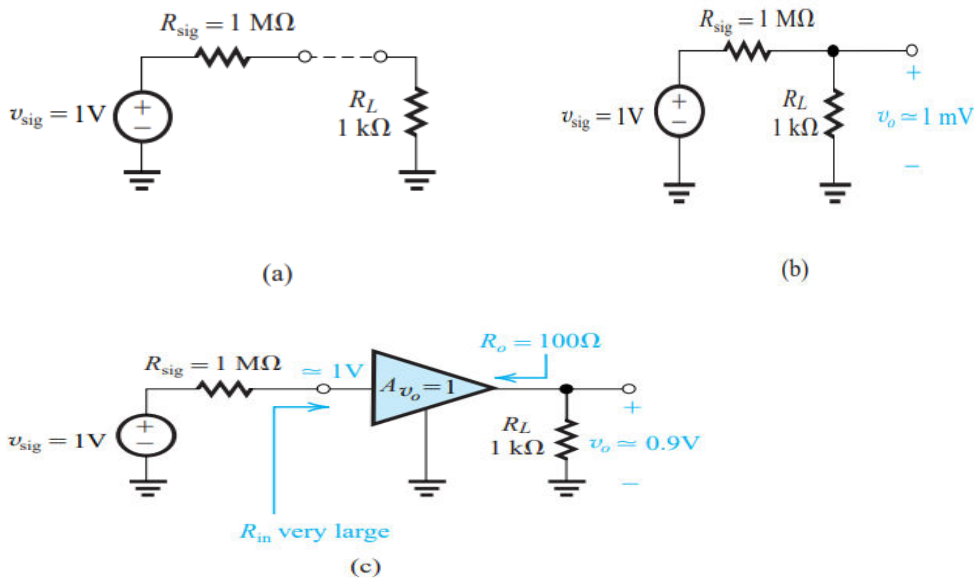 R_sig = 1 MΩ
v_sig = 1V
R_L
1 kΩ
(a)
R_sig = 1 MΩ
v_sig = 1V
R_L
1 kΩ
+
v_o ≃ 1 mV
−
(b)
R_sig = 1 MΩ
≃ 1V
A_v_o = 1
R_o = 100Ω
v_sig = 1V
R_L
1 kΩ
+
v_o ≃ 0.9V
−
R_in very large
(c)